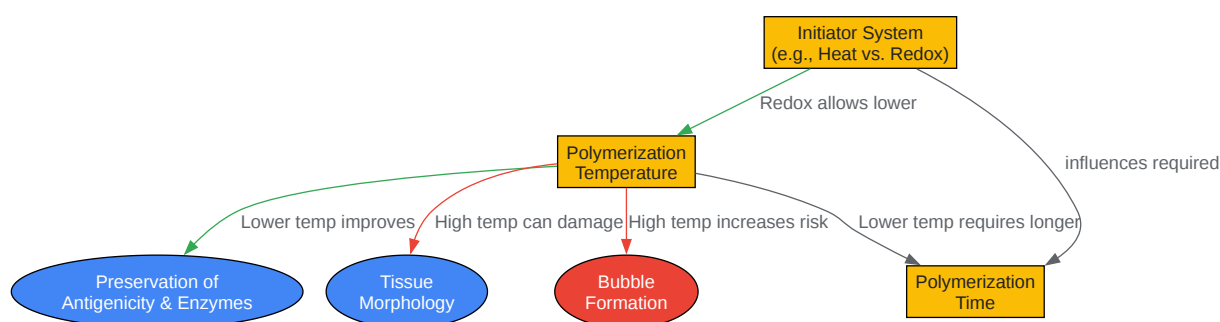 Initiator System
(e.g., Heat vs. Redox)
Redox allows lower
Polymerization
Temperature
influences required
Lower temp improves
High temp can damage
High temp increases risk
Lower temp requires longer
Preservation of
Antigenicity & Enzymes
Tissue
Morphology
Bubble
Formation
Polymerization
Time